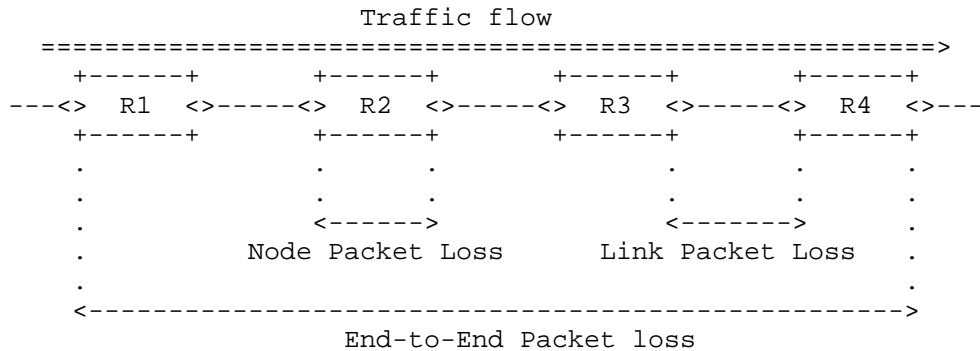 Traffic flow
========================================================>
+------+       +------+       +------+       +------+
---<>  R1  <>-----<>  R2  <>-----<>  R3  <>-----<>  R4  <>---
+------+       +------+       +------+       +------+
.              .      .              .       .      .
.              .      .              .       .      .
.              <------>              <------->      .
.          Node Packet Loss      Link Packet Loss   .
.                                                   .
<--------------------------------------------------->
End-to-End Packet loss